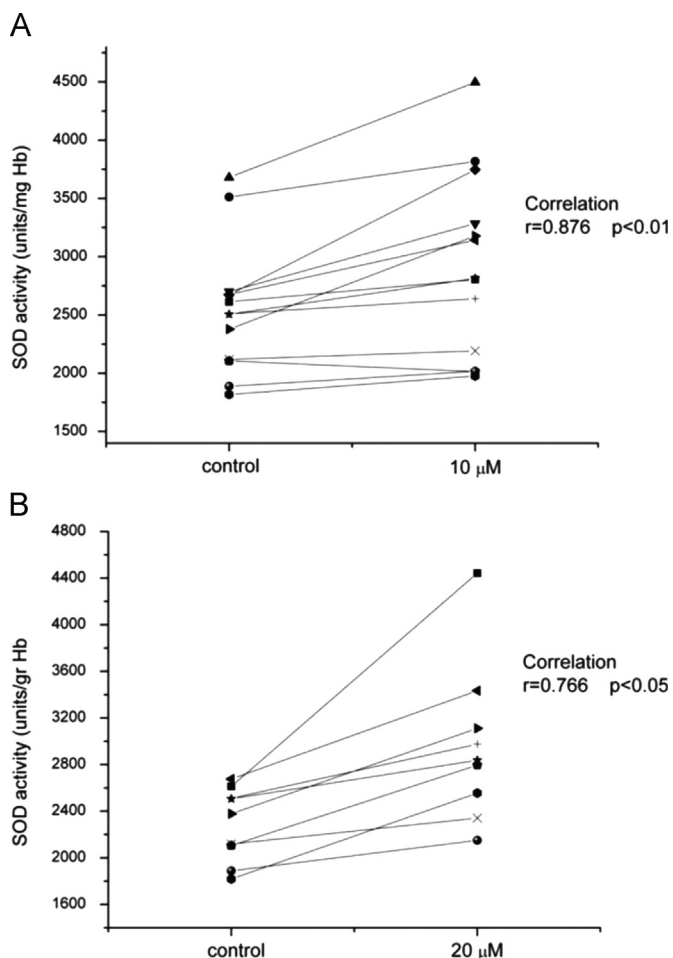 A
SOD activity (units/mg Hb)
4500
4000
3500
3000
2500
2000
1500
control
10 μM
Correlation
r=0.876 p<0.01
B
SOD activity (units/gr Hb
4800
4400
3600
3200
2800
2400
2000
1600
control
20 μM
Correlation
r=0.766 p<0.05